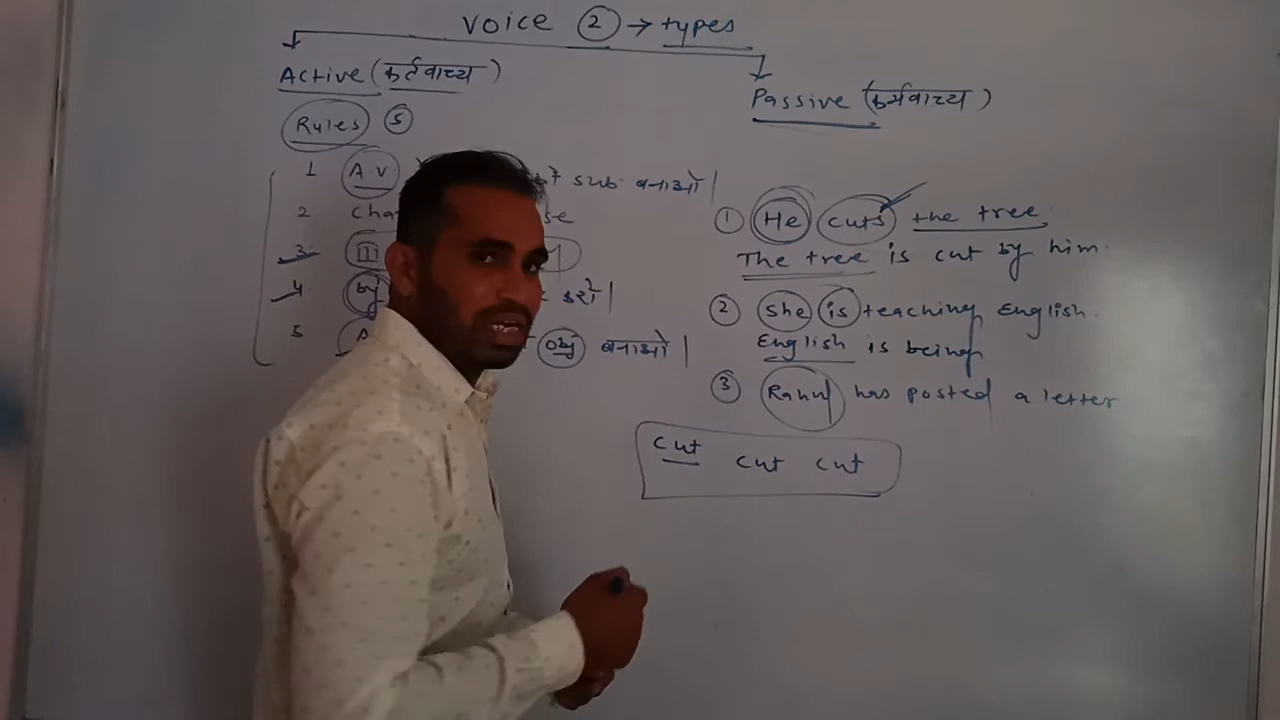 voice 2 → types
Active (कर्तवाच्य)
Passive (कर्मवाच्य)
Rules 5
1 A.V. sub. बनाओ|
2 Cha se
3
4 by करो|
5 A obj बनाओ|
1 He cuts the tree.
The tree is cut by him.
2 She is teaching English.
English is being
3 Rahul has posted a letter
cut cut cut